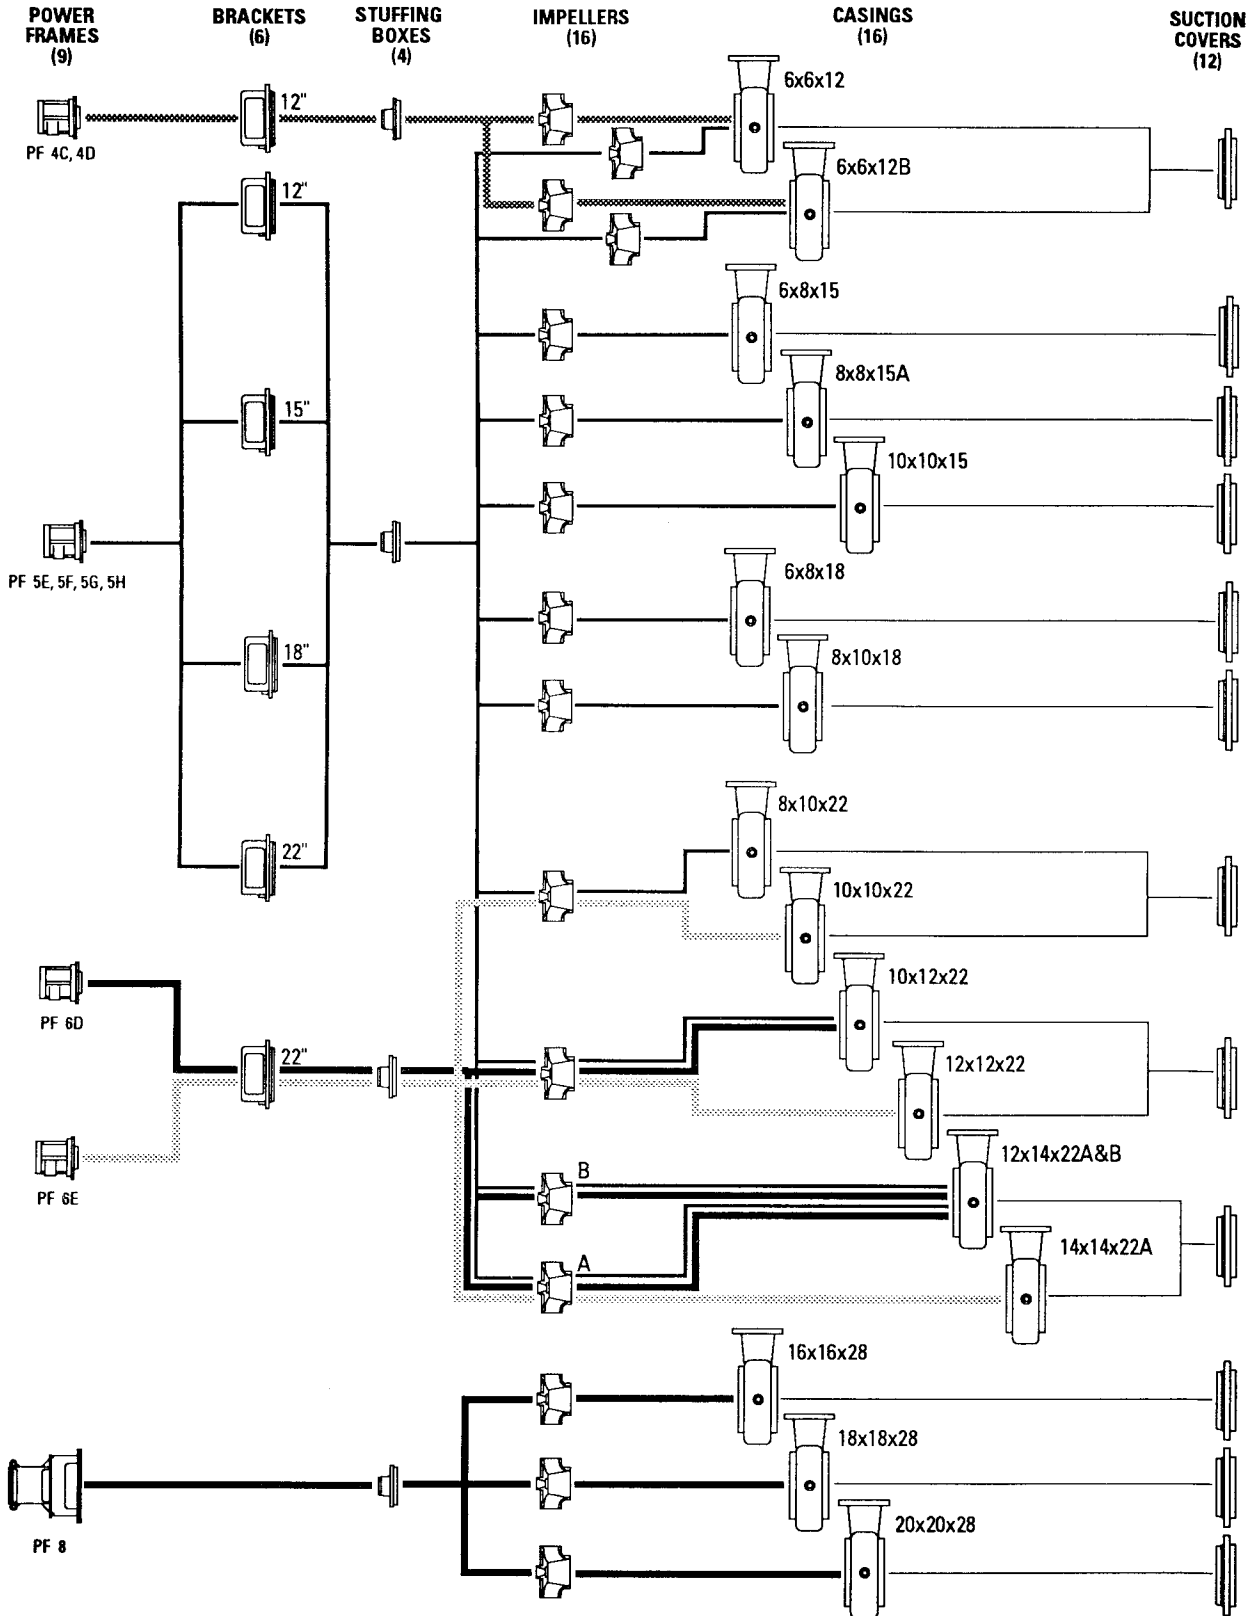 POWER
FRAMES
(9)
BRACKETS
(6)
STUFFING
BOXES
(4)
IMPELLERS
(16)
CASINGS
(16)
SUCTION
COVERS
(12)
PF 4C, 4D
12"
6x6x12
12"
6x6x12B
6x8x15
15"
8x8x15A
10x10x15
PF 5E, 5F, 5G, 5H
6x8x18
18"
8x10x18
22"
8x10x22
10x10x22
PF 6D
10x12x22
22"
12x12x22
PF 6E
B
12x14x22A&B
A
14x14x22A
16x16x28
18x18x28
PF 8
20x20x28